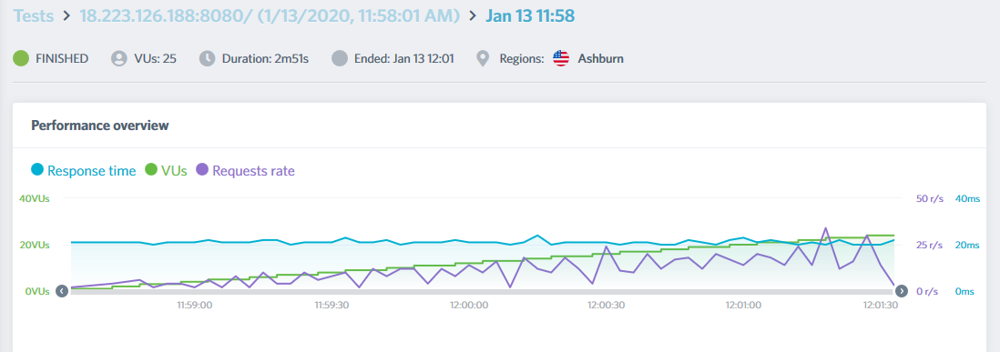 Tests > 18.223.126.188:8080/ (1/13/2020, 11:58:01 AM) > Jan 13 11:58
FINISHED VUs: 25 Duration: 2m51s Ended: Jan 13 12:01 Regions: Ashburn
Performance overview
Response time VUs Requests rate
40VUs 50 r/s 40ms
20VUs 25 r/s 20ms
0VUs 0 r/s 0ms
11:59:00 11:59:30 12:00:00 12:00:30 12:01:00 12:01:30